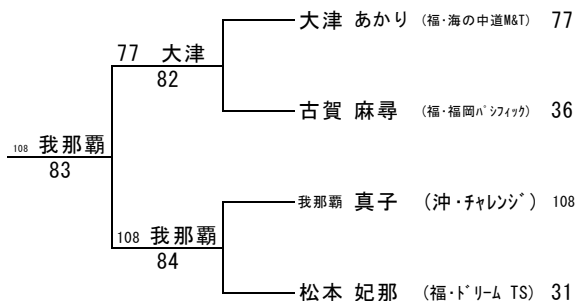 大津 あかり (福・海の中道M&T) 77
77 大津
82
古賀 麻尋 (福・福岡ﾊﾟｼﾌｨｯｸ) 36
108 我那覇
83
我那覇 真子 (沖・ﾁｬﾚﾝｼﾞ) 108
108 我那覇
84
松本 妃那 (福・ﾄﾞﾘｰﾑ TS) 31